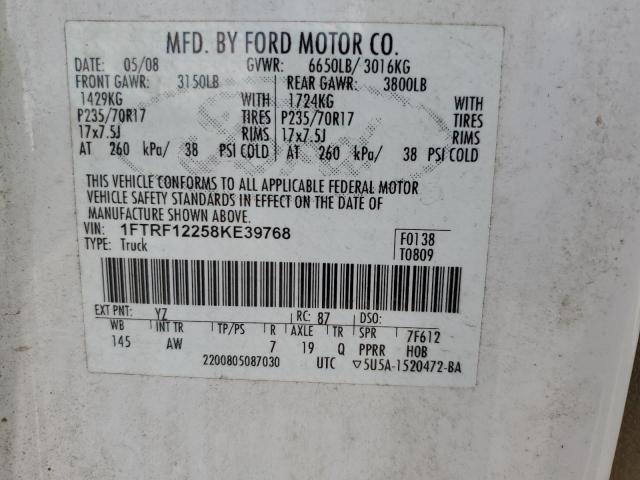 MFD. BY FORD MOTOR CO.
DATE: 05/08 GVWR: 6650LB/ 3016KG
FRONT GAWR: 3150LB REAR GAWR: 3800LB
1429KG WITH 1724KG WITH
P235/70R17 TIRES P235/70R17 TIRES
17x7.5J RIMS 17x7.5J RIMS
AT 260 kPa/ 38 PSI COLD AT 260 kPa/ 38 PSI COLD
THIS VEHICLE CONFORMS TO ALL APPLICABLE FEDERAL MOTOR
VEHICLE SAFETY STANDARDS IN EFFECT ON THE DATE OF
MANUFACTURE SHOWN ABOVE.
VIN: 1FTRF12258KE39768 F0138
TYPE: Truck T0809
EXT PNT: YZ RC: 87 DSO:
WB INT TR TP/PS R AXLE TR SPR 7F612
145 AW 7 19 Q PPRR H0B
2200805087030 UTC ▽5U5A-1520472-BA